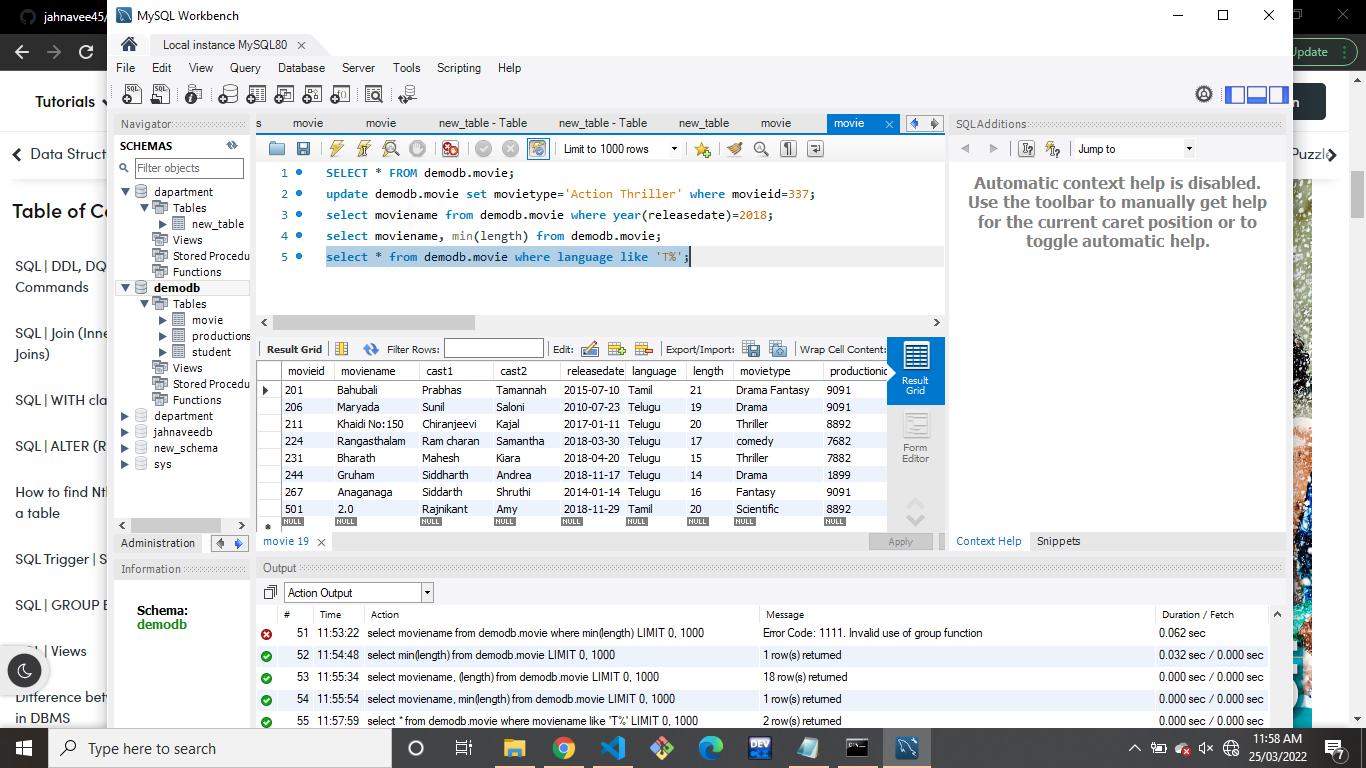 jahnavee45/
MySQL Workbench
Local instance MySQL80
File Edit View Query Database Server Tools Scripting Help
Update
Tutorials
Data Struct
Puzzle
Table of Co
SQL | DDL, DQ
Commands
SQL | Join (Inne
Joins)
SQL | WITH cla
SQL | ALTER (R
How to find Nth
a table
SQL Trigger | S
SQL | GROUP B
SQL | Views
Difference betw
in DBMS
Navigator
SCHEMAS
Filter objects
dapartment
Tables
new_table
Views
Stored Procedu
Functions
demodb
Tables
movie
productions
student
Views
Stored Procedu
Functions
department
jahnaveedb
new_schema
sys
Administration
Information
Schema:
demodb
s movie movie new_table - Table new_table - Table new_table movie movie
Limit to 1000 rows
1 SELECT * FROM demodb.movie;
2 update demodb.movie set movietype='Action Thriller' where movieid=337;
3 select moviename from demodb.movie where year(releasedate)=2018;
4 select moviename, min(length) from demodb.movie;
5 select * from demodb.movie where language like 'T%';
Result Grid Filter Rows: Edit: Export/Import: Wrap Cell Content:
movieid moviename cast1 cast2 releasedate language length movietype productionid
201 Bahubali Prabhas Tamannah 2015-07-10 Tamil 21 Drama Fantasy 9091
206 Maryada Sunil Saloni 2010-07-23 Telugu 19 Drama 9091
211 Khaidi No:150 Chiranjeevi Kajal 2017-01-11 Telugu 20 Thriller 8892
224 Rangasthalam Ram charan Samantha 2018-03-30 Telugu 17 comedy 7682
231 Bharath Mahesh Kiara 2018-04-20 Telugu 15 Thriller 7882
244 Gruham Siddharth Andrea 2018-11-17 Telugu 14 Drama 1899
267 Anaganaga Siddarth Shruthi 2014-01-14 Telugu 16 Fantasy 9091
501 2.0 Rajnikant Amy 2018-11-29 Tamil 20 Scientific 8892
NULL NULL NULL NULL NULL NULL NULL NULL NULL
Result
Grid
Form
Editor
movie 19
Apply
SQLAdditions
Jump to
Automatic context help is disabled.
Use the toolbar to manually get help
for the current caret position or to
toggle automatic help.
Context Help Snippets
Output
Action Output
# Time Action Message Duration / Fetch
51 11:53:22 select moviename from demodb.movie where min(length) LIMIT 0, 1000 Error Code: 1111. Invalid use of group function 0.062 sec
52 11:54:48 select min(length) from demodb.movie LIMIT 0, 1000 1 row(s) returned 0.032 sec / 0.000 sec
53 11:55:34 select moviename, (length) from demodb.movie LIMIT 0, 1000 18 row(s) returned 0.000 sec / 0.000 sec
54 11:55:54 select moviename, min(length) from demodb.movie LIMIT 0, 1000 1 row(s) returned 0.000 sec / 0.000 sec
55 11:57:59 select * from demodb.movie where moviename like 'T%' LIMIT 0, 1000 2 row(s) returned 0.000 sec / 0.000 sec
Type here to search
DEV
11:58 AM
25/03/2022
7